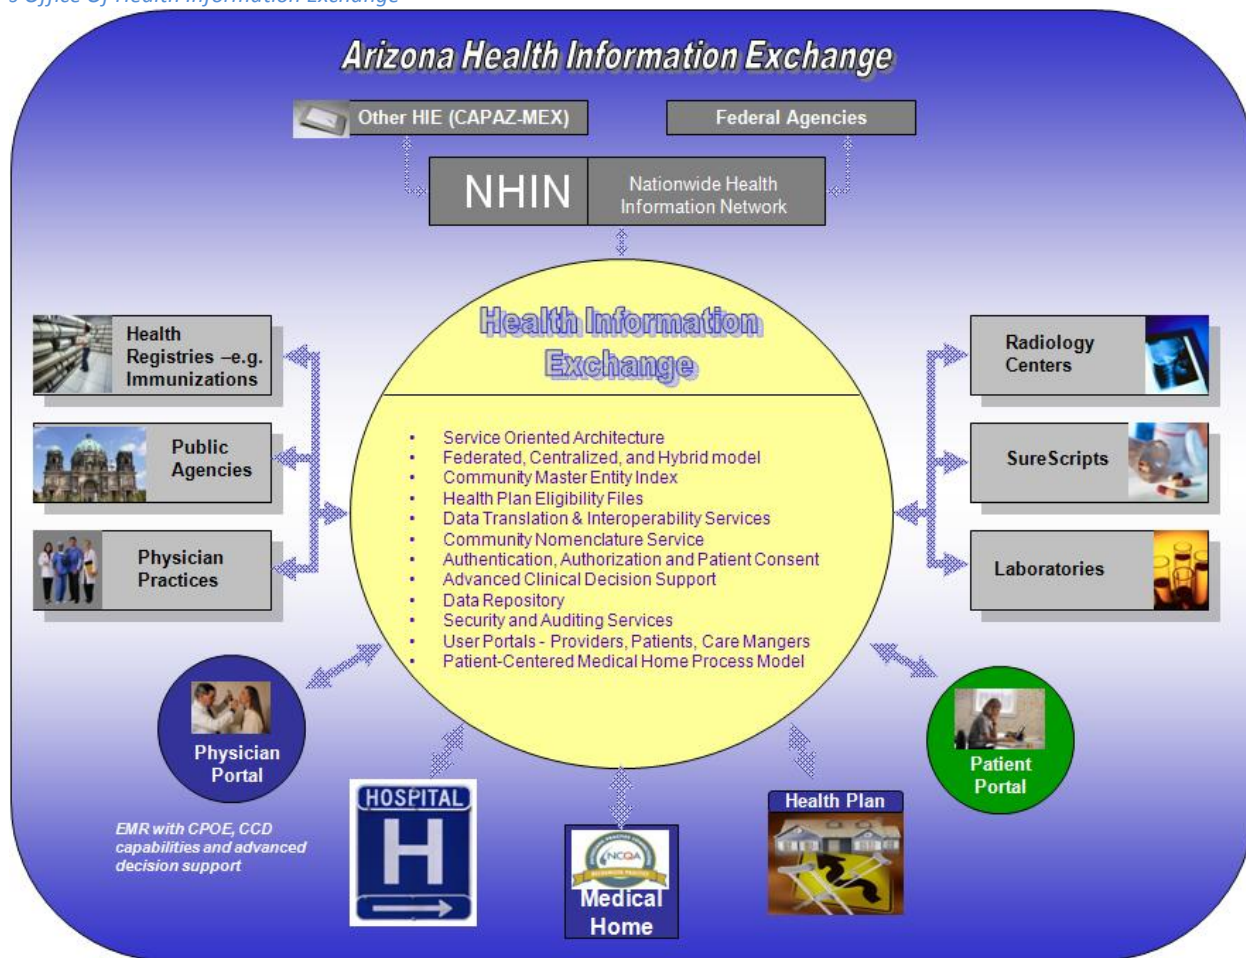 s Office Of Health Information Exchange
Arizona Health Information Exchange
Other HIE (CAPAZ-MEX)
Federal Agencies
NHIN
Nationwide Health
Information Network
Health Information
Exchange
• Service Oriented Architecture
• Federated, Centralized, and Hybrid model
• Community Master Entity Index
• Health Plan Eligibility Files
• Data Translation & Interoperability Services
• Community Nomenclature Service
• Authentication, Authorization and Patient Consent
• Advanced Clinical Decision Support
• Data Repository
• Security and Auditing Services
• User Portals - Providers, Patients, Care Mangers
• Patient-Centered Medical Home Process Model
Health
Registries –e.g.
Immunizations
Public
Agencies
Physician
Practices
Radiology
Centers
SureScripts
Laboratories
Physician
Portal
EMR with CPOE, CCD
capabilities and advanced
decision support
HOSPITAL
H
NCQA
Medical
Home
Health Plan
Patient
Portal